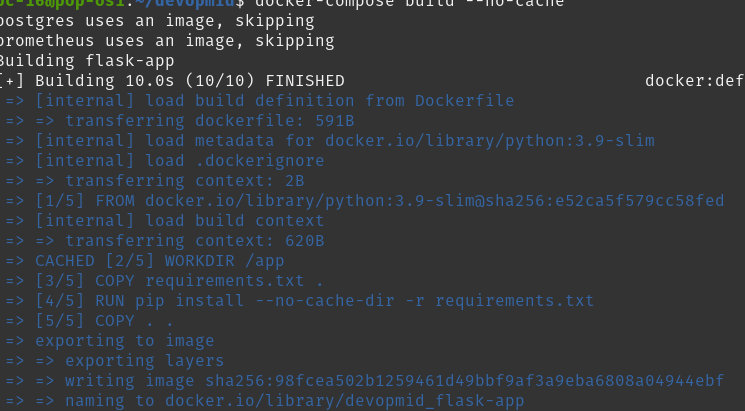 pc-16@pop-os1:~/devopmid$ docker-compose build --no-cache
postgres uses an image, skipping
prometheus uses an image, skipping
Building flask-app
[+] Building 10.0s (10/10) FINISHED docker:def
=> [internal] load build definition from Dockerfile
=> => transferring dockerfile: 591B
=> [internal] load metadata for docker.io/library/python:3.9-slim
=> [internal] load .dockerignore
=> => transferring context: 2B
=> [1/5] FROM docker.io/library/python:3.9-slim@sha256:e52ca5f579cc58fed
=> [internal] load build context
=> => transferring context: 620B
=> CACHED [2/5] WORKDIR /app
=> [3/5] COPY requirements.txt .
=> [4/5] RUN pip install --no-cache-dir -r requirements.txt
=> [5/5] COPY . .
=> exporting to image
=> => exporting layers
=> => writing image sha256:98fcea502b1259461d49bbf9af3a9eba6808a04944ebf
=> => naming to docker.io/library/devopmid_flask-app